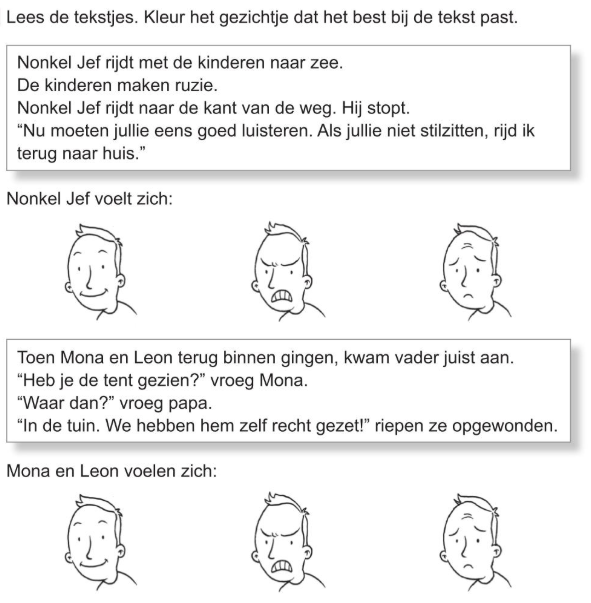 Lees de tekstjes. Kleur het gezichtje dat het best bij de tekst past.
Nonkel Jef rijdt met de kinderen naar zee.
De kinderen maken ruzie.
Nonkel Jef rijdt naar de kant van de weg. Hij stopt.
“Nu moeten jullie eens goed luisteren. Als jullie niet stilzitten, rijd ik
terug naar huis.”
Nonkel Jef voelt zich:
Toen Mona en Leon terug binnen gingen, kwam vader juist aan.
“Heb je de tent gezien?” vroeg Mona.
“Waar dan?” vroeg papa.
“In de tuin. We hebben hem zelf recht gezet!” riepen ze opgewonden.
Mona en Leon voelen zich: